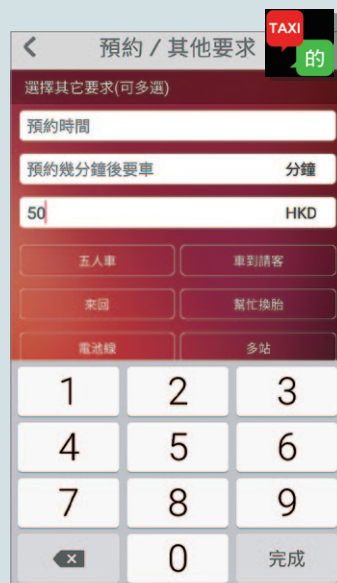 TAXI
的
預約 / 其他要求
選擇其它要求(可多選)
預約時間
預約幾分鐘後要車 分鐘
50 HKD
五人車 車到請客
來回 幫忙換胎
電池線 多站
1 2 3
4 5 6
7 8 9
0 完成